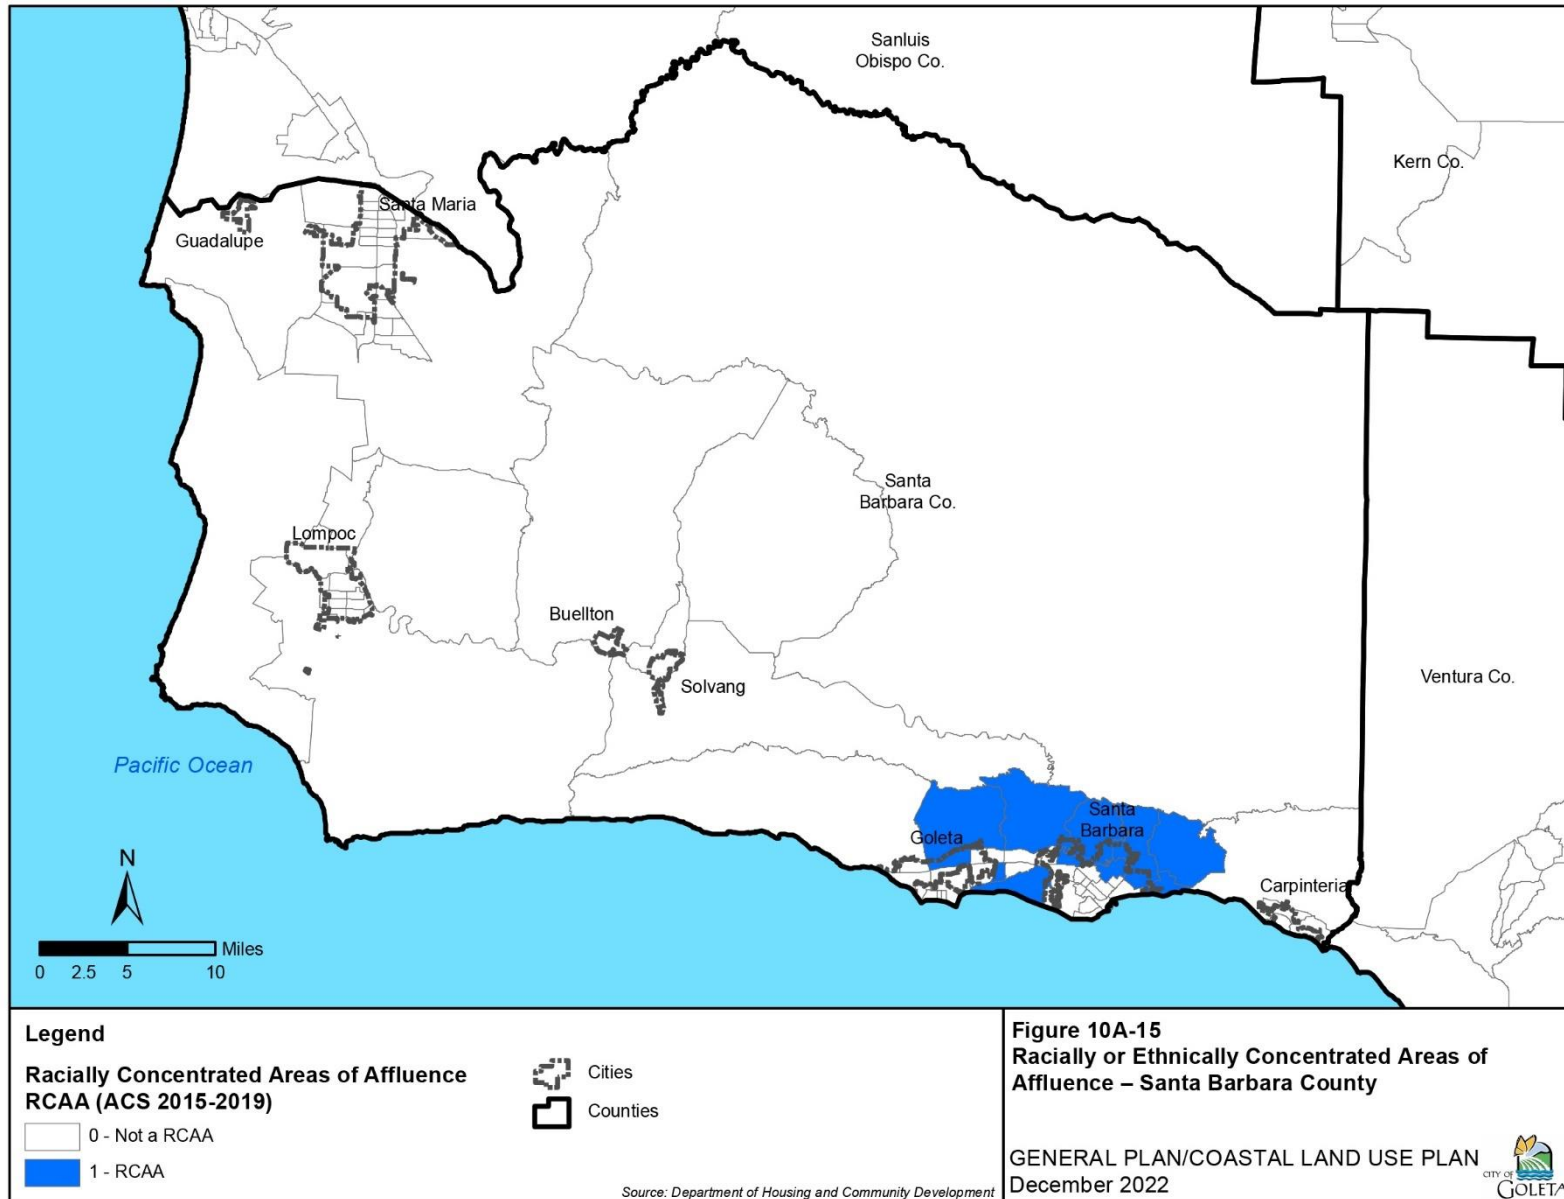 Sanluis
Obispo Co.
Kern Co.
Santa Maria
Guadalupe
Santa
Barbara Co.
Lompoc
Buellton
Solvang
Ventura Co.
Pacific Ocean
Santa
Barbara
Goleta
Carpinteria
N
Miles
0 2.5 5 10
Legend
Racially Concentrated Areas of Affluence
RCAA (ACS 2015-2019)
0 - Not a RCAA
1 - RCAA
Cities
Counties
Source: Department of Housing and Community Development
Figure 10A-15
Racially or Ethnically Concentrated Areas of
Affluence – Santa Barbara County
GENERAL PLAN/COASTAL LAND USE PLAN
December 2022
CITY OF
GOLETA